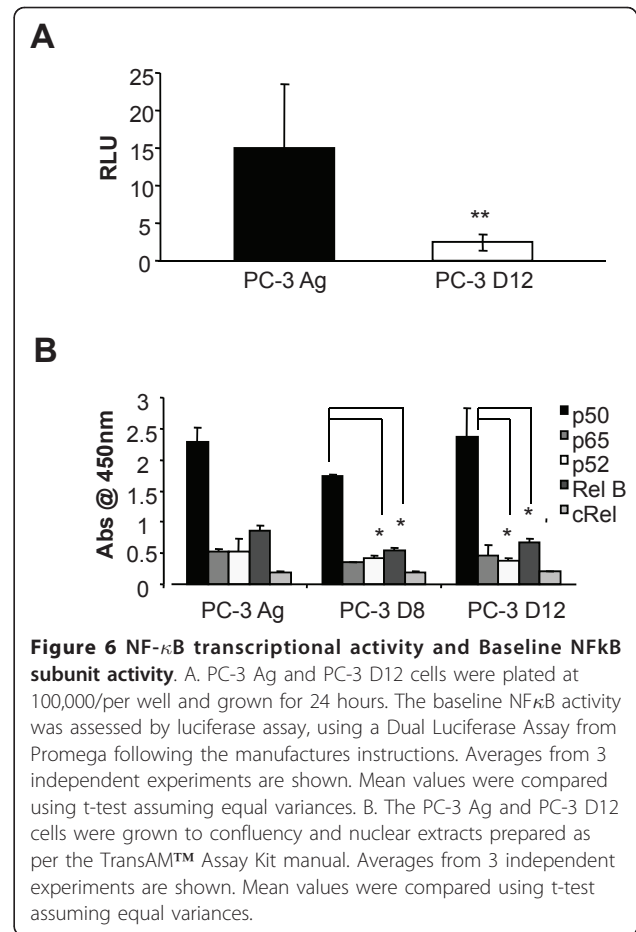 A
25
20
15
10
5
0
RLU
**
PC-3 Ag
PC-3 D12
B
3
2.5
2
1.5
1
0.5
0
Abs @ 450nm
* *
* *
p50
p65
p52
Rel B
cRel
PC-3 Ag
PC-3 D8
PC-3 D12
Figure 6 NF-κB transcriptional activity and Baseline NFkB
subunit activity. A. PC-3 Ag and PC-3 D12 cells were plated at
100,000/per well and grown for 24 hours. The baseline NFκB activity
was assessed by luciferase assay, using a Dual Luciferase Assay from
Promega following the manufactures instructions. Averages from 3
independent experiments are shown. Mean values were compared
using t-test assuming equal variances. B. The PC-3 Ag and PC-3 D12
cells were grown to confluency and nuclear extracts prepared as
per the TransAM™ Assay Kit manual. Averages from 3 independent
experiments are shown. Mean values were compared using t-test
assuming equal variances.